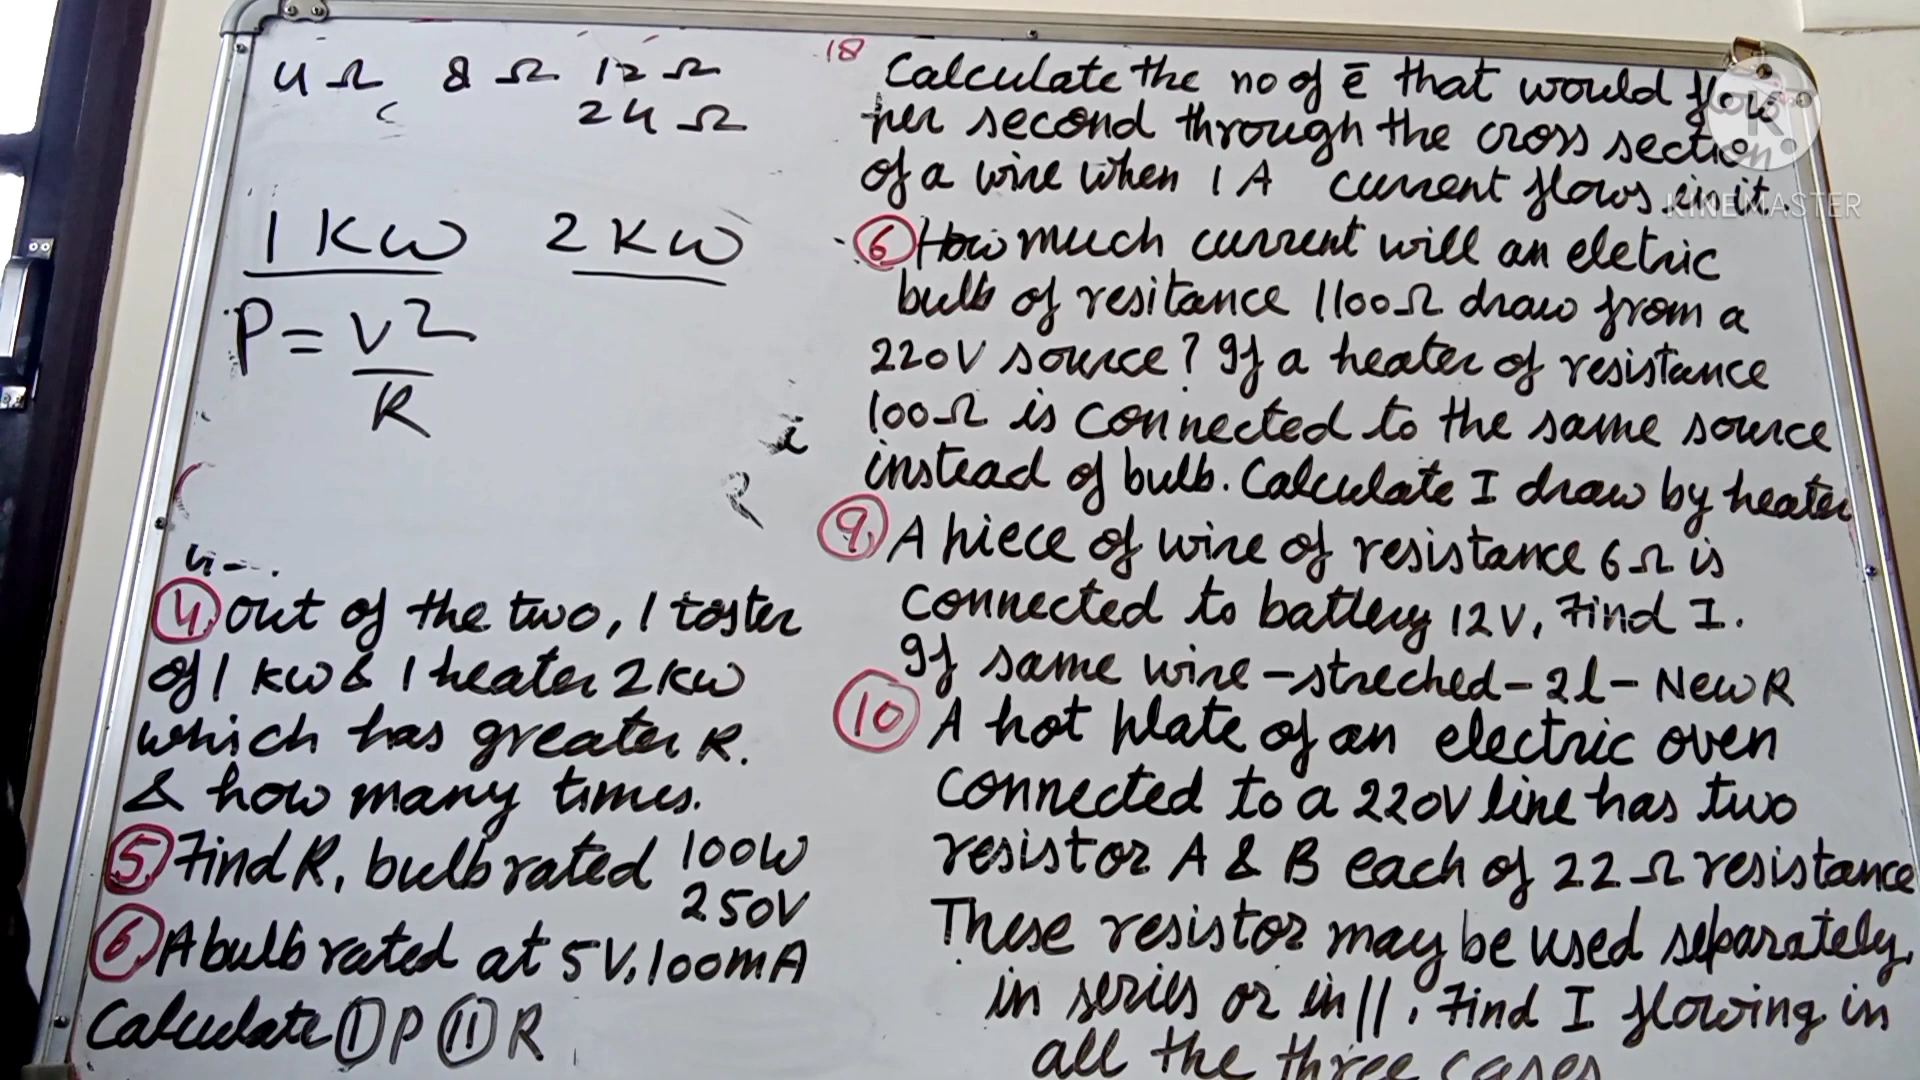 4Ω 8Ω 12Ω
24Ω
1KW 2KW
P = V2
R
i
R
4 out of the two, 1 toster
of 1 KW & 1 heater 2KW
which has greater R.
& how many times.
5 Find R, bulb rated 100W
250V
6 A bulb rated at 5V, 100mA
Calculate I P II R
18 Calculate the no of ē that would flow
per second through the cross section
of a wire when 1A current flows in it.
6 How much current will an eletric
bulb of resitance 1100Ω draw from a
220V source? If a heater of resistance
100Ω is connected to the same source
instead of bulb. Calculate I draw by heater
9. A piece of wire of resistance 6Ω is
connected to battery 12V, Find I.
If same wire - streched - 2l - New R
10 A hot plate of an electric oven
connected to a 220V line has two
resistor A & B each of 22Ω resistance
These resistor may be used separately,
in series or in ||, Find I flowing in
all the three cases
KINEMASTER